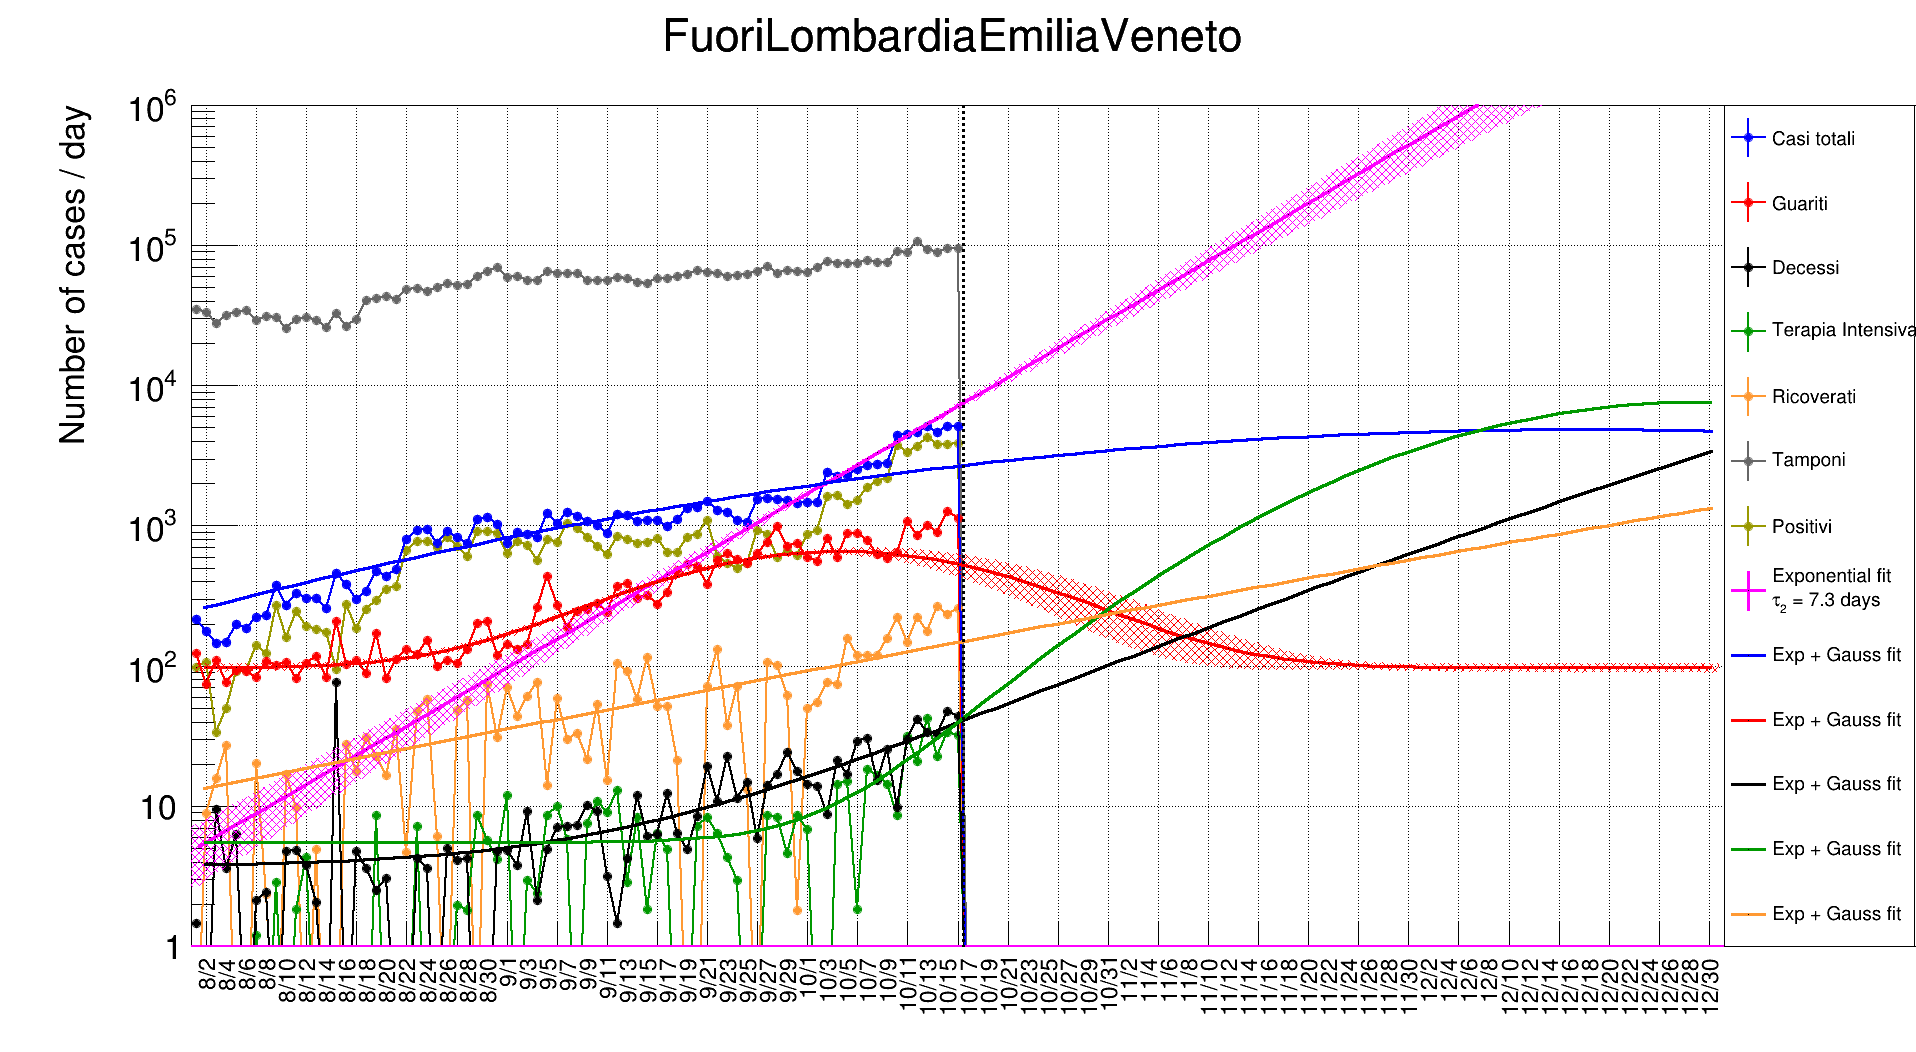 FuoriLombardiaEmiliaVeneto
Number of cases / day
10^6
10^5
10^4
10^3
10^2
10
1
8/2 8/4 8/6 8/8 8/10 8/12 8/14 8/16 8/18 8/20 8/22 8/24 8/26 8/28 8/30 9/1 9/3 9/5 9/7 9/9 9/11 9/13 9/15 9/17 9/19 9/21 9/23 9/25 9/27 9/29 10/1 10/3 10/5 10/7 10/9 10/11 10/13 10/15 10/17 10/19 10/21 10/23 10/25 10/27 10/29 10/31 11/2 11/4 11/6 11/8 11/10 11/12 11/14 11/16 11/18 11/20 11/22 11/24 11/26 11/28 11/30 12/2 12/4 12/6 12/8 12/10 12/12 12/14 12/16 12/18 12/20 12/22 12/24 12/26 12/28 12/30
Casi totali
Guariti
Decessi
Terapia Intensiva
Ricoverati
Tamponi
Positivi
Exponential fit
τ₂ = 7.3 days
Exp + Gauss fit
Exp + Gauss fit
Exp + Gauss fit
Exp + Gauss fit
Exp + Gauss fit